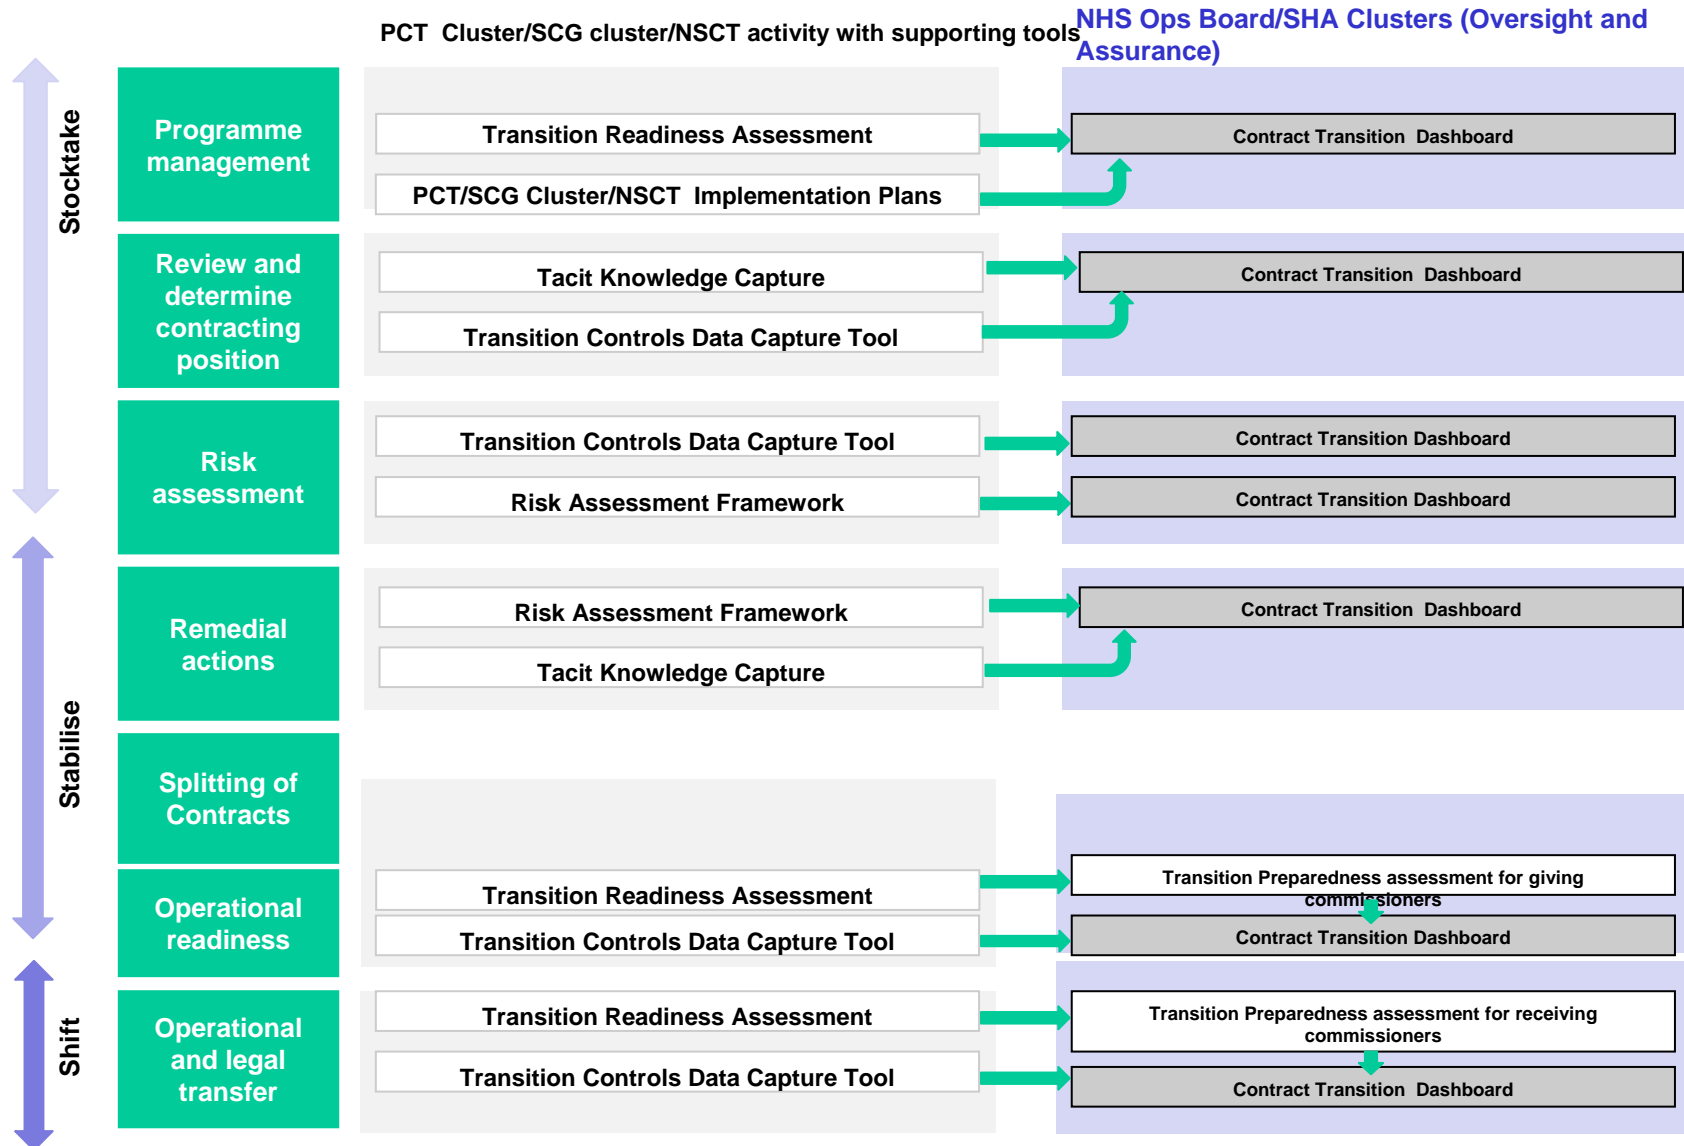 PCT Cluster/SCG cluster/NSCT activity with supporting tools
NHS Ops Board/SHA Clusters (Oversight and
Assurance)
Stocktake
Programme
management
Transition Readiness Assessment
Contract Transition Dashboard
PCT/SCG Cluster/NSCT Implementation Plans
Review and
determine
contracting
position
Tacit Knowledge Capture
Contract Transition Dashboard
Transition Controls Data Capture Tool
Risk
assessment
Transition Controls Data Capture Tool
Contract Transition Dashboard
Risk Assessment Framework
Contract Transition Dashboard
Stabilise
Remedial
actions
Risk Assessment Framework
Contract Transition Dashboard
Tacit Knowledge Capture
Splitting of
Contracts
Operational
readiness
Transition Readiness Assessment
Transition Preparedness assessment for giving
commissioners
Transition Controls Data Capture Tool
Contract Transition Dashboard
Shift
Operational
and legal
transfer
Transition Readiness Assessment
Transition Preparedness assessment for receiving
commissioners
Transition Controls Data Capture Tool
Contract Transition Dashboard